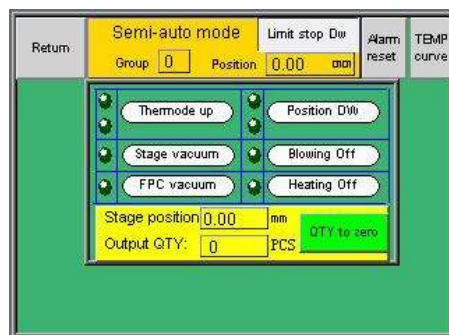 Return
Semi-auto mode
Limit stop Dw
Alarm reset
TEMP curve
Group 0 Position 0.00 mm
Thermode up
Position DW
Stage vacuum
Blowing Off
FPC vacuum
Heating Off
Stage position 0.00 mm
Output QTY: 0 PCS
QTY to zero